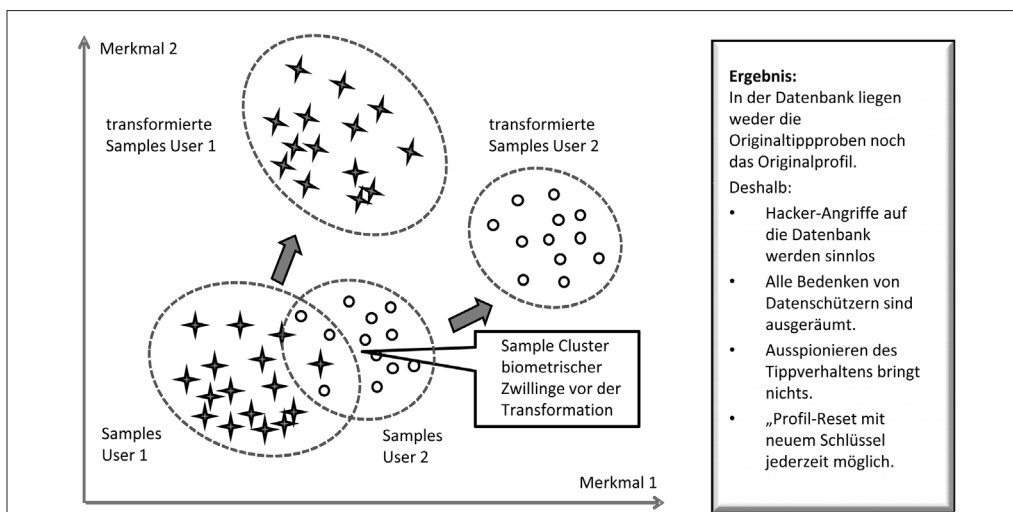 Merkmal 2
transformierte
Samples User 1
transformierte
Samples User 2
Sample Cluster
biometrischer
Zwillinge vor der
Transformation
Samples
User 1
Samples
User 2
Merkmal 1
Ergebnis:
In der Datenbank liegen
weder die
Originaltippproben noch
das Originalprofil.
Deshalb:
• Hacker-Angriffe auf
die Datenbank
werden sinnlos
• Alle Bedenken von
Datenschützern sind
ausgeräumt.
• Ausspionieren des
Tippverhaltens bringt
nichts.
• „Profil-Reset mit
neuem Schlüssel
jederzeit möglich.